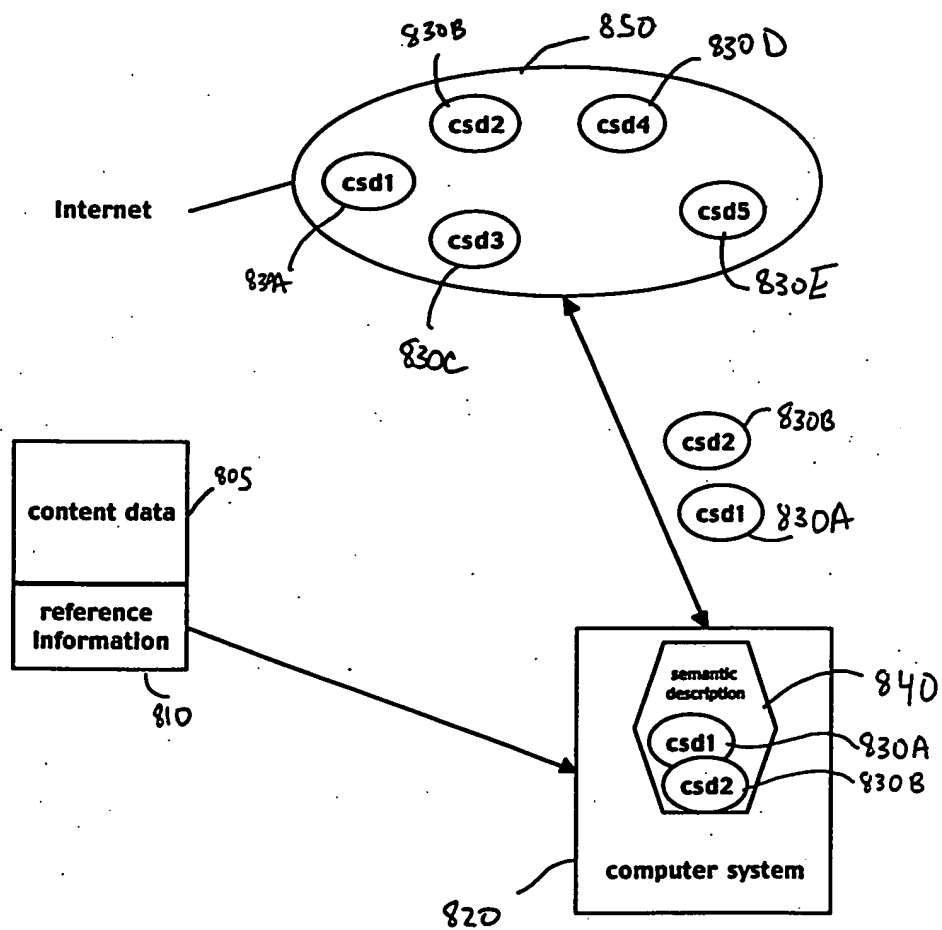 830B
850
830D
csd2
csd4
csd1
Internet
csd5
csd3
830A
830E
830C
csd2
830B
csd1
830A
content data
805
reference
information
810
semantic
description
840
csd1
830A
csd2
830B
computer system
820